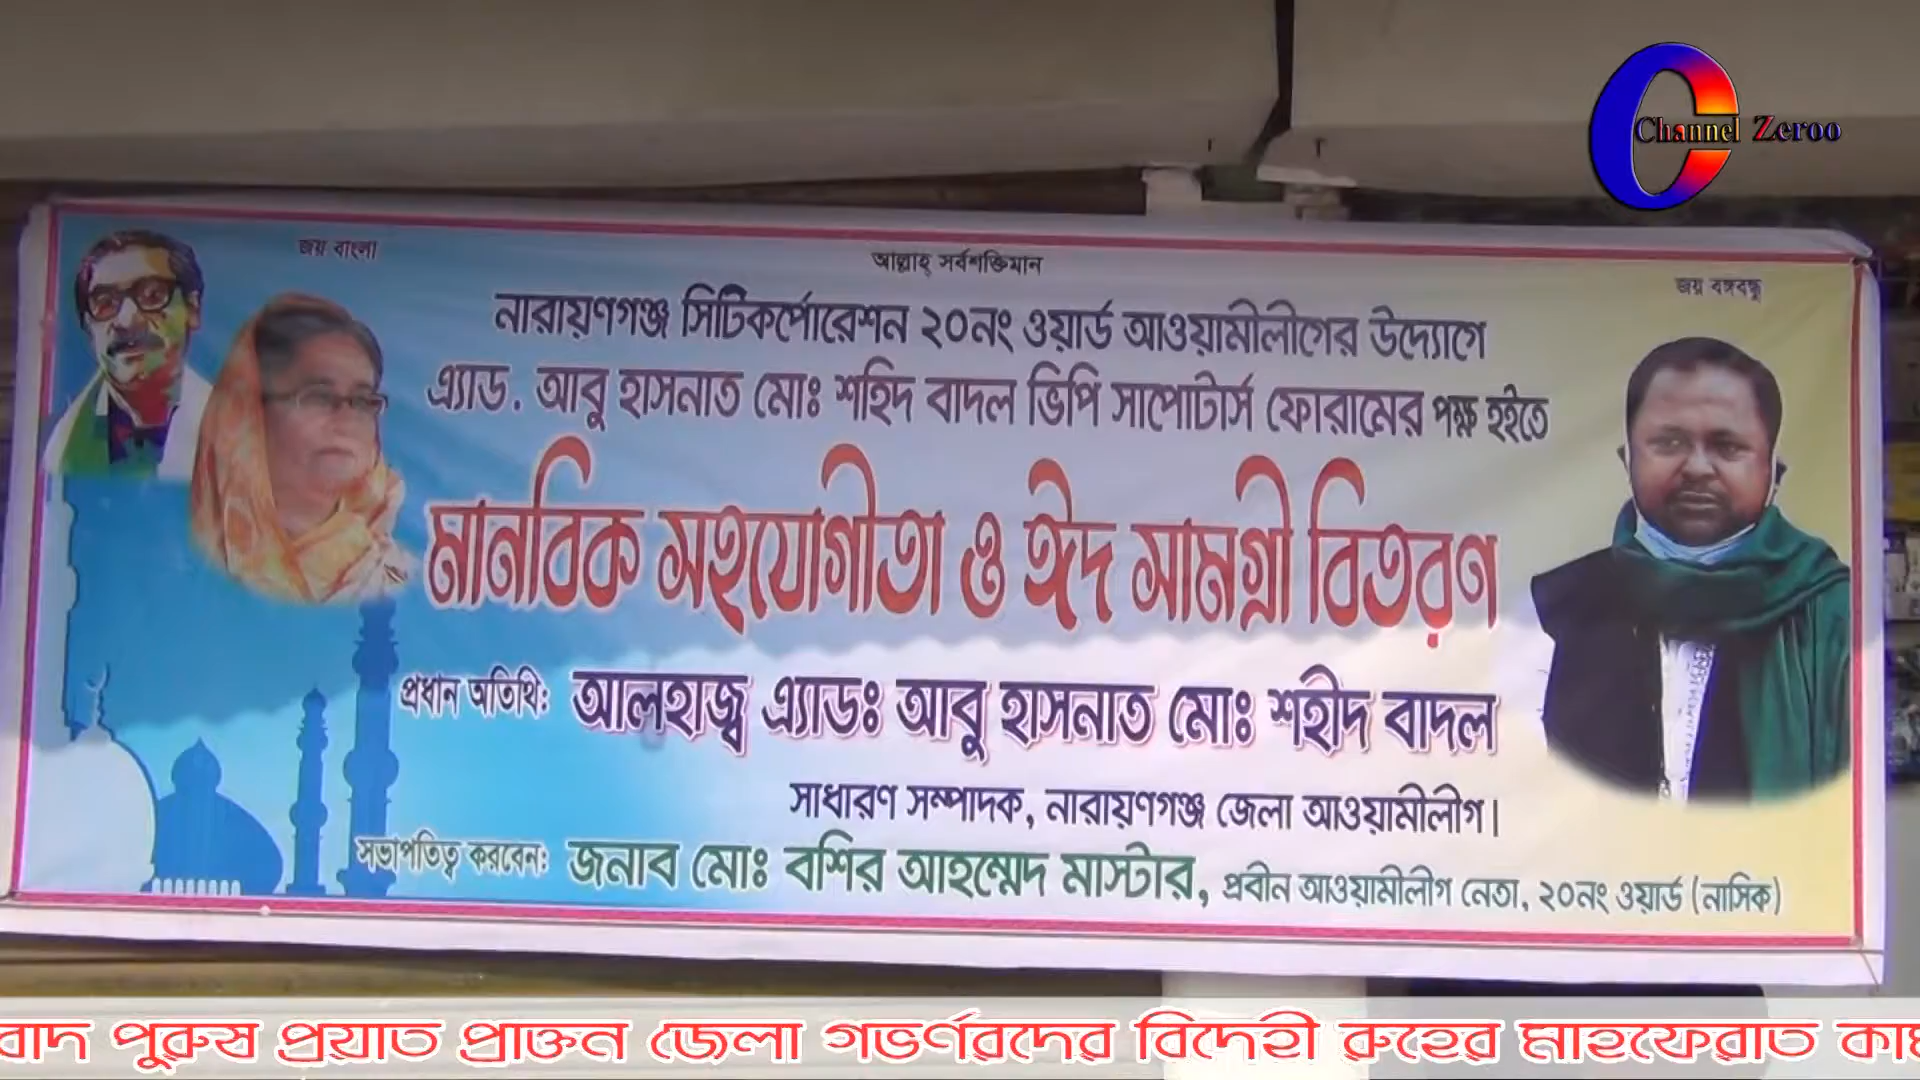 Channel Zeroo
জয় বাংলা
আল্লাহ্ সর্বশক্তিমান
জয় বঙ্গবন্ধু
নারায়ণগঞ্জ সিটিকর্পোরেশন ২০নং ওয়ার্ড আওয়ামীলীগের উদ্যোগে
এ্যাড. আবু হাসনাত মোঃ শহিদ বাদল ভিপি সাপোটার্স ফোরামের পক্ষ হইতে
মানবিক সহযোগীতা ও ঈদ সামগ্রী বিতরণ
প্রধান অতিথি: আলহাজ্ব এ্যাডঃ আবু হাসনাত মোঃ শহীদ বাদল
সাধারণ সম্পাদক, নারায়ণগঞ্জ জেলা আওয়ামীলীগ।
সভাপতিত্ব করবেন: জনাব মোঃ বশির আহম্মেদ মাস্টার, প্রবীন আওয়ামীলীগ নেতা, ২০নং ওয়ার্ড (নাসিক)
বাদ পুরুষ প্রয়াত প্রাক্তন জেলা গভর্ণরদের বিদেহী রুহের মাহফেরাত